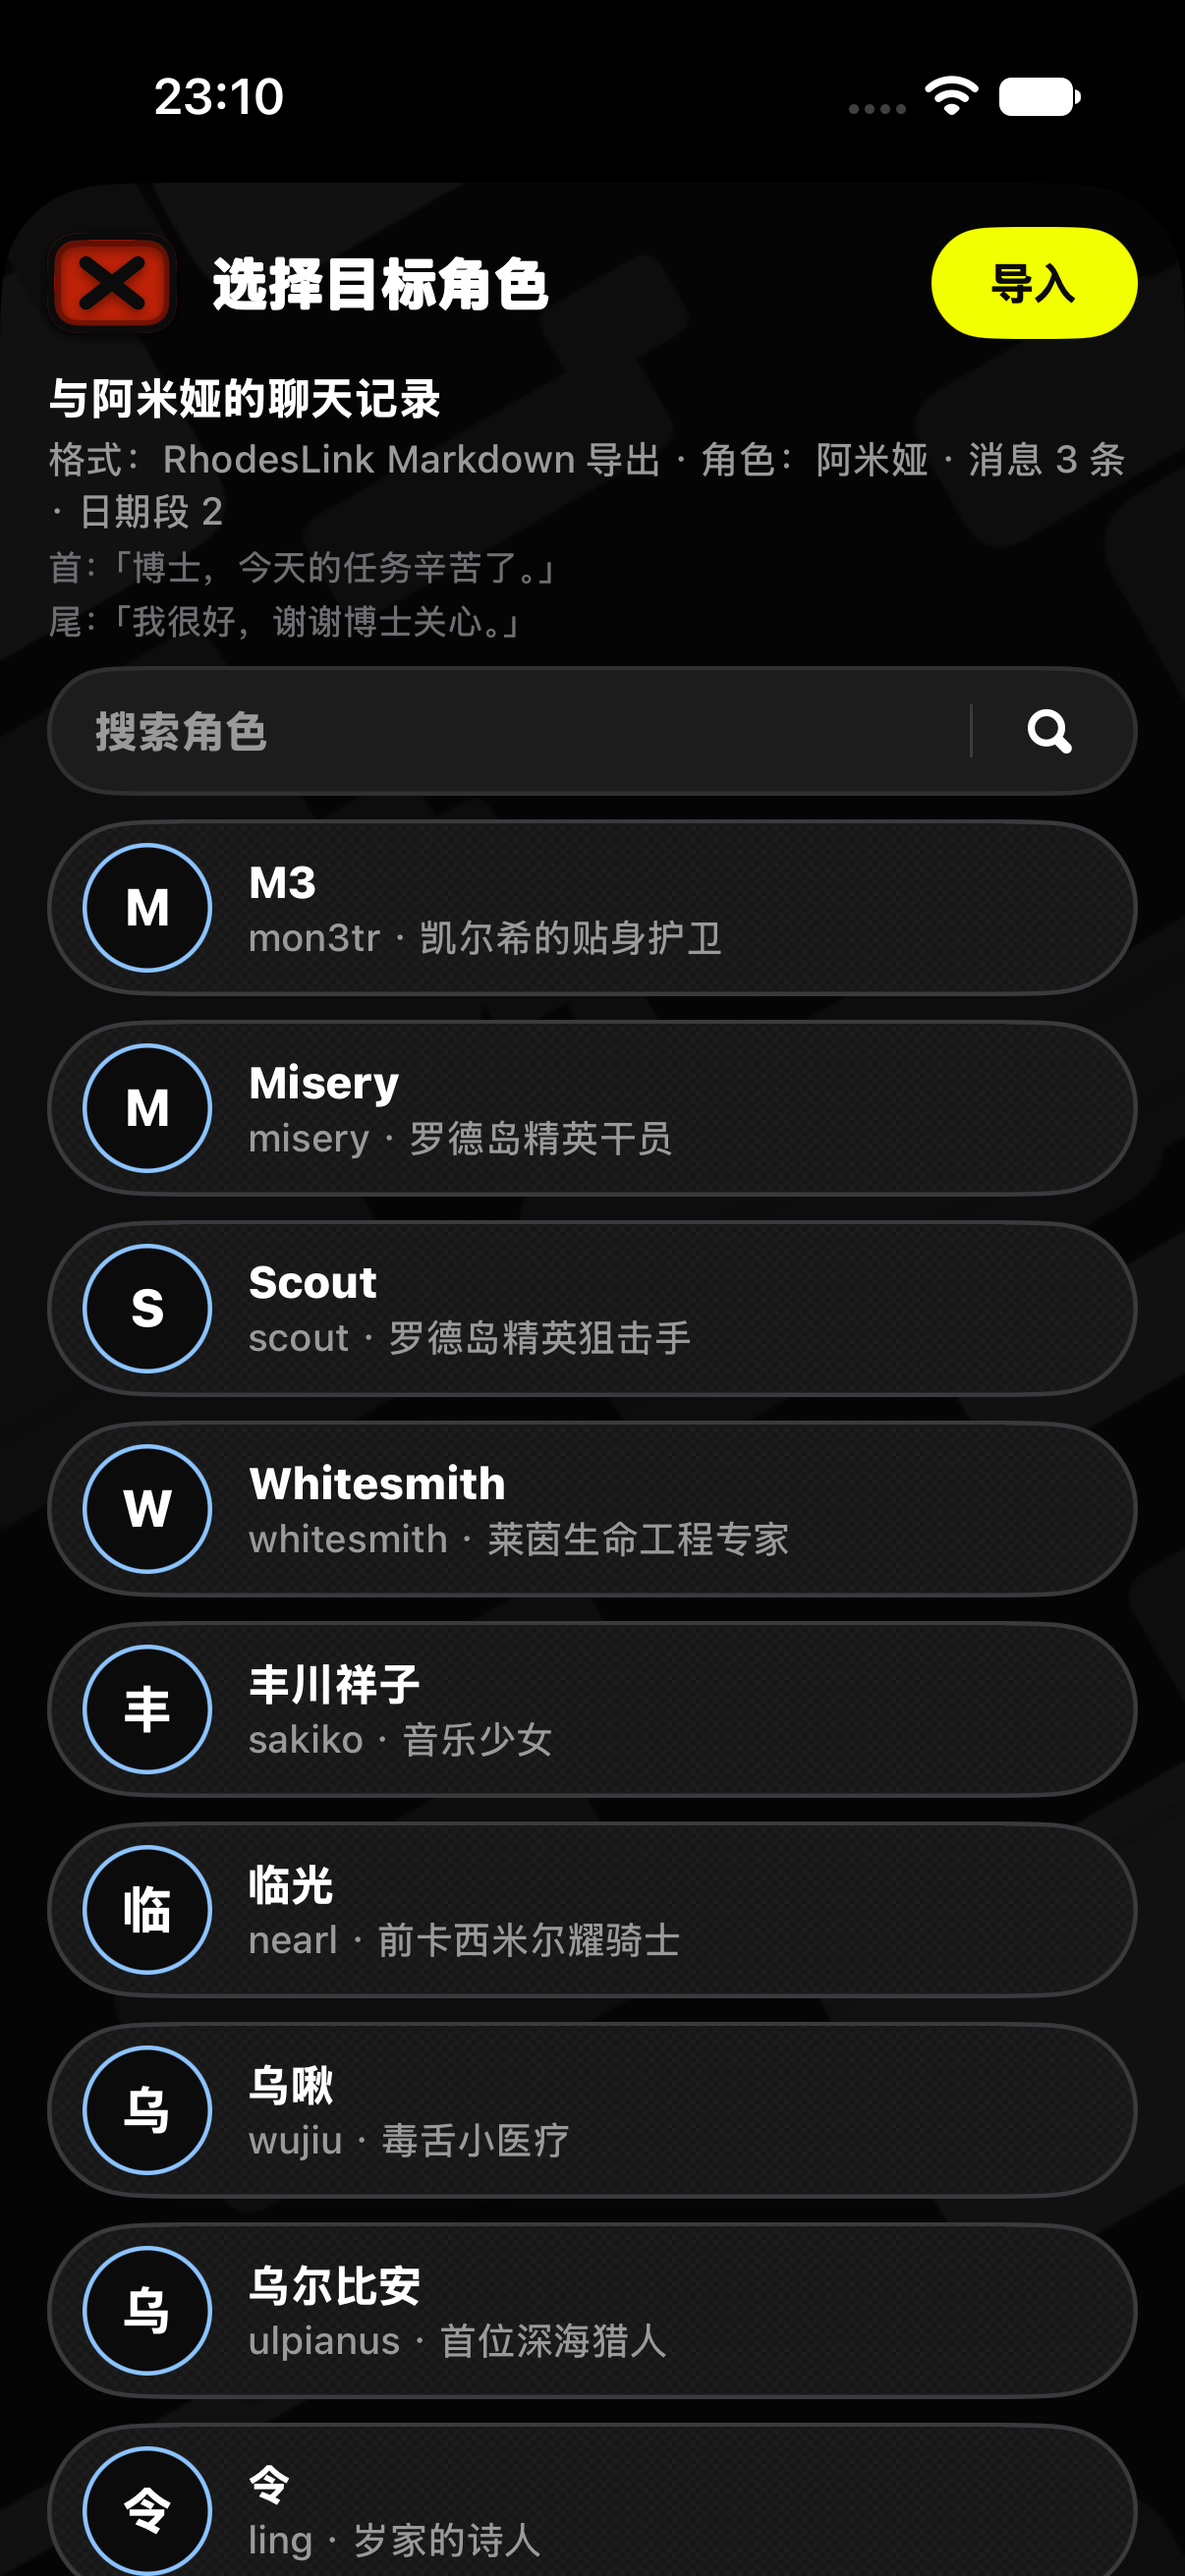 23:10
选择目标角色
导入
与阿米娅的聊天记录
格式：RhodesLink Markdown 导出 · 角色：阿米娅 · 消息 3 条
· 日期段 2
首：「博士，今天的任务辛苦了。」
尾：「我很好，谢谢博士关心。」
搜索角色
M
M3
mon3tr · 凯尔希的贴身护卫
M
Misery
misery · 罗德岛精英干员
S
Scout
scout · 罗德岛精英狙击手
W
Whitesmith
whitesmith · 莱茵生命工程专家
丰
丰川祥子
sakiko · 音乐少女
临
临光
nearl · 前卡西米尔耀骑士
乌
乌啾
wujiu · 毒舌小医疗
乌
乌尔比安
ulpianus · 首位深海猎人
令
令
ling · 岁家的诗人